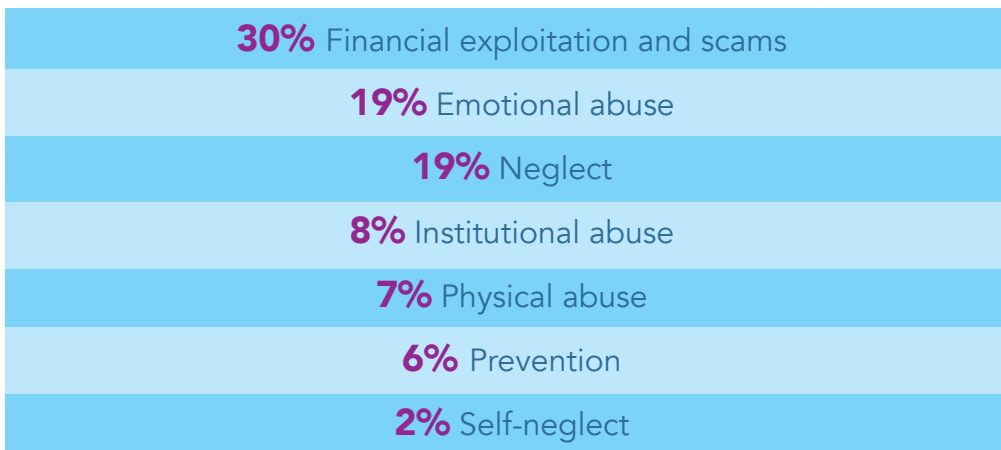 30% Financial exploitation and scams
19% Emotional abuse
19% Neglect
8% Institutional abuse
7% Physical abuse
6% Prevention
2% Self-neglect